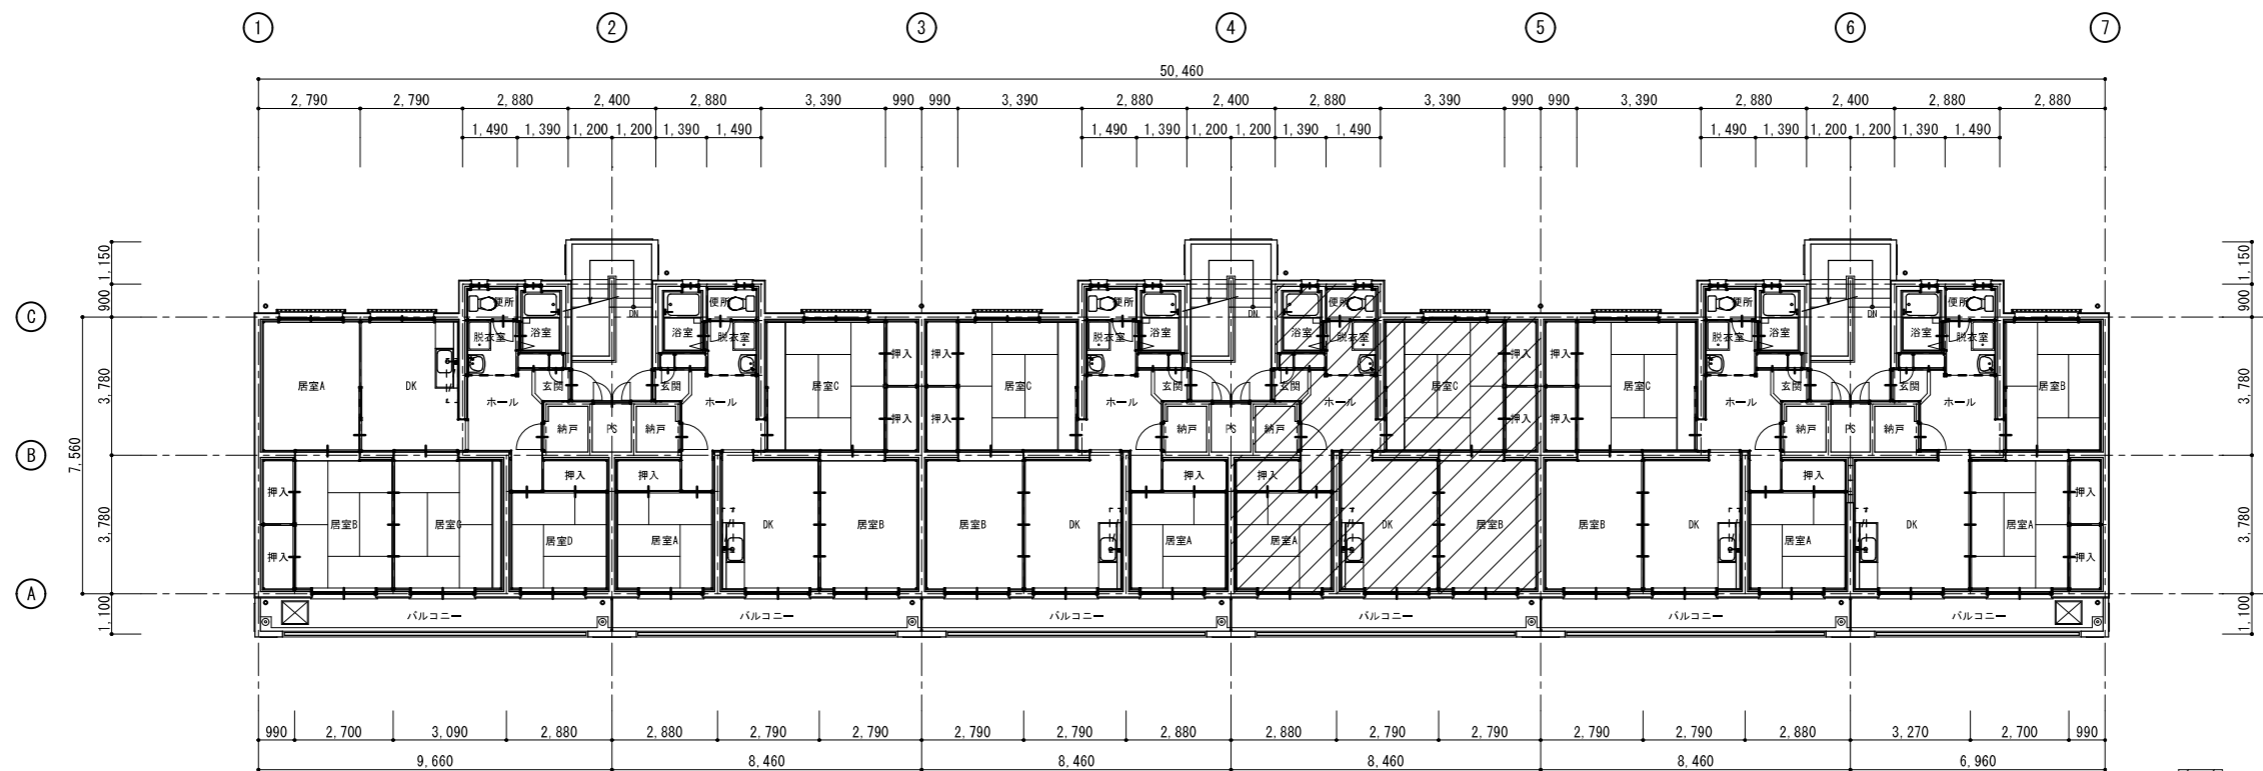 1 2 3 4 5 6 7
50,460
2,790 2,790 2,880 2,400 2,880 3,390 990 990 3,390 2,880 2,400 2,880 3,390 990 990 3,390 2,880 2,400 2,880 2,880
1,490 1,390 1,200 1,200 1,390 1,490 1,490 1,390 1,200 1,200 1,390 1,490 1,490 1,390 1,200 1,200 1,390 1,490
1,150 1,150
900 900
C
便所 便所 便所 便所 便所 便所
DN DN DN
脱衣室 浴室 浴室 脱衣室 脱衣室 浴室 浴室 脱衣室 脱衣室 浴室 浴室 脱衣室
押入 押入 押入 押入
3,780 3,780
居室A DK 玄関 玄関 居室C 居室C 玄関 玄関 居室C 居室C 玄関 玄関 居室B
ホール ホール ホール ホール ホール ホール
押入 押入 押入 押入
納戸 PS 納戸 納戸 PS 納戸 納戸 PS 納戸
B
7,560
押入 押入 押入 押入 押入 押入
押入 押入
3,780 3,780
居室B 居室C DK 居室B 居室B DK DK 居室B 居室B DK DK 居室A
居室D 居室A 居室A 居室A 居室A
押入 押入
A
1,100 1,100
バルコニー バルコニー バルコニー バルコニー バルコニー バルコニー
990 2,700 3,090 2,880 2,880 2,790 2,790 2,790 2,790 2,880 2,880 2,790 2,790 2,790 2,790 2,880 3,270 2,700 990
9,660 8,460 8,460 8,460 8,460 6,960